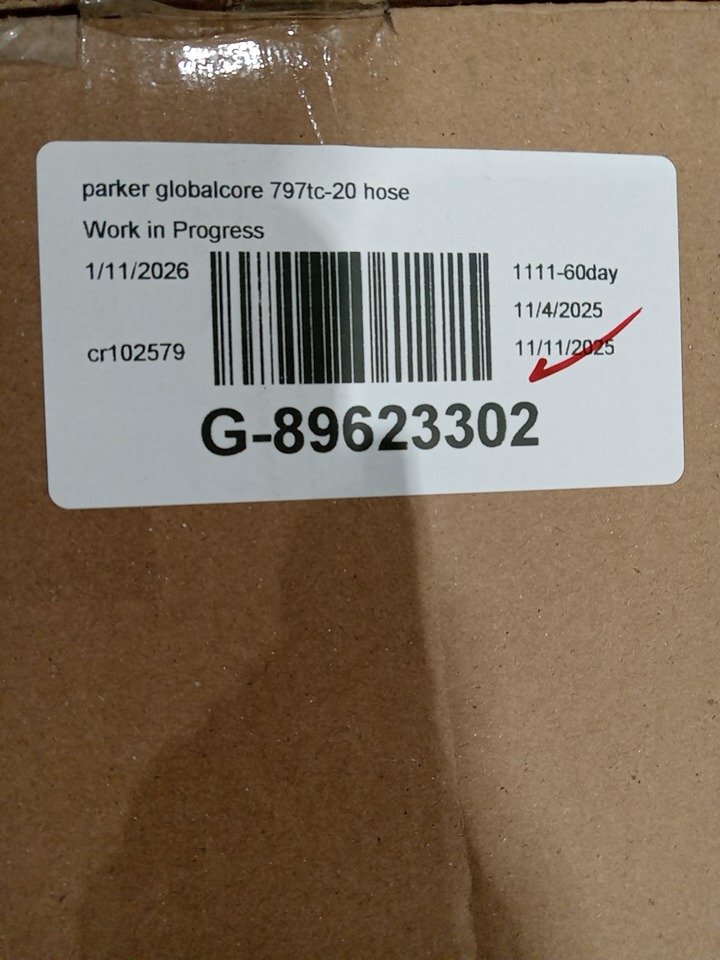 parker globalcore 797tc-20 hose
Work in Progress
1/11/2026
1111-60day
11/4/2025
cr102579
11/11/2025
G-89623302